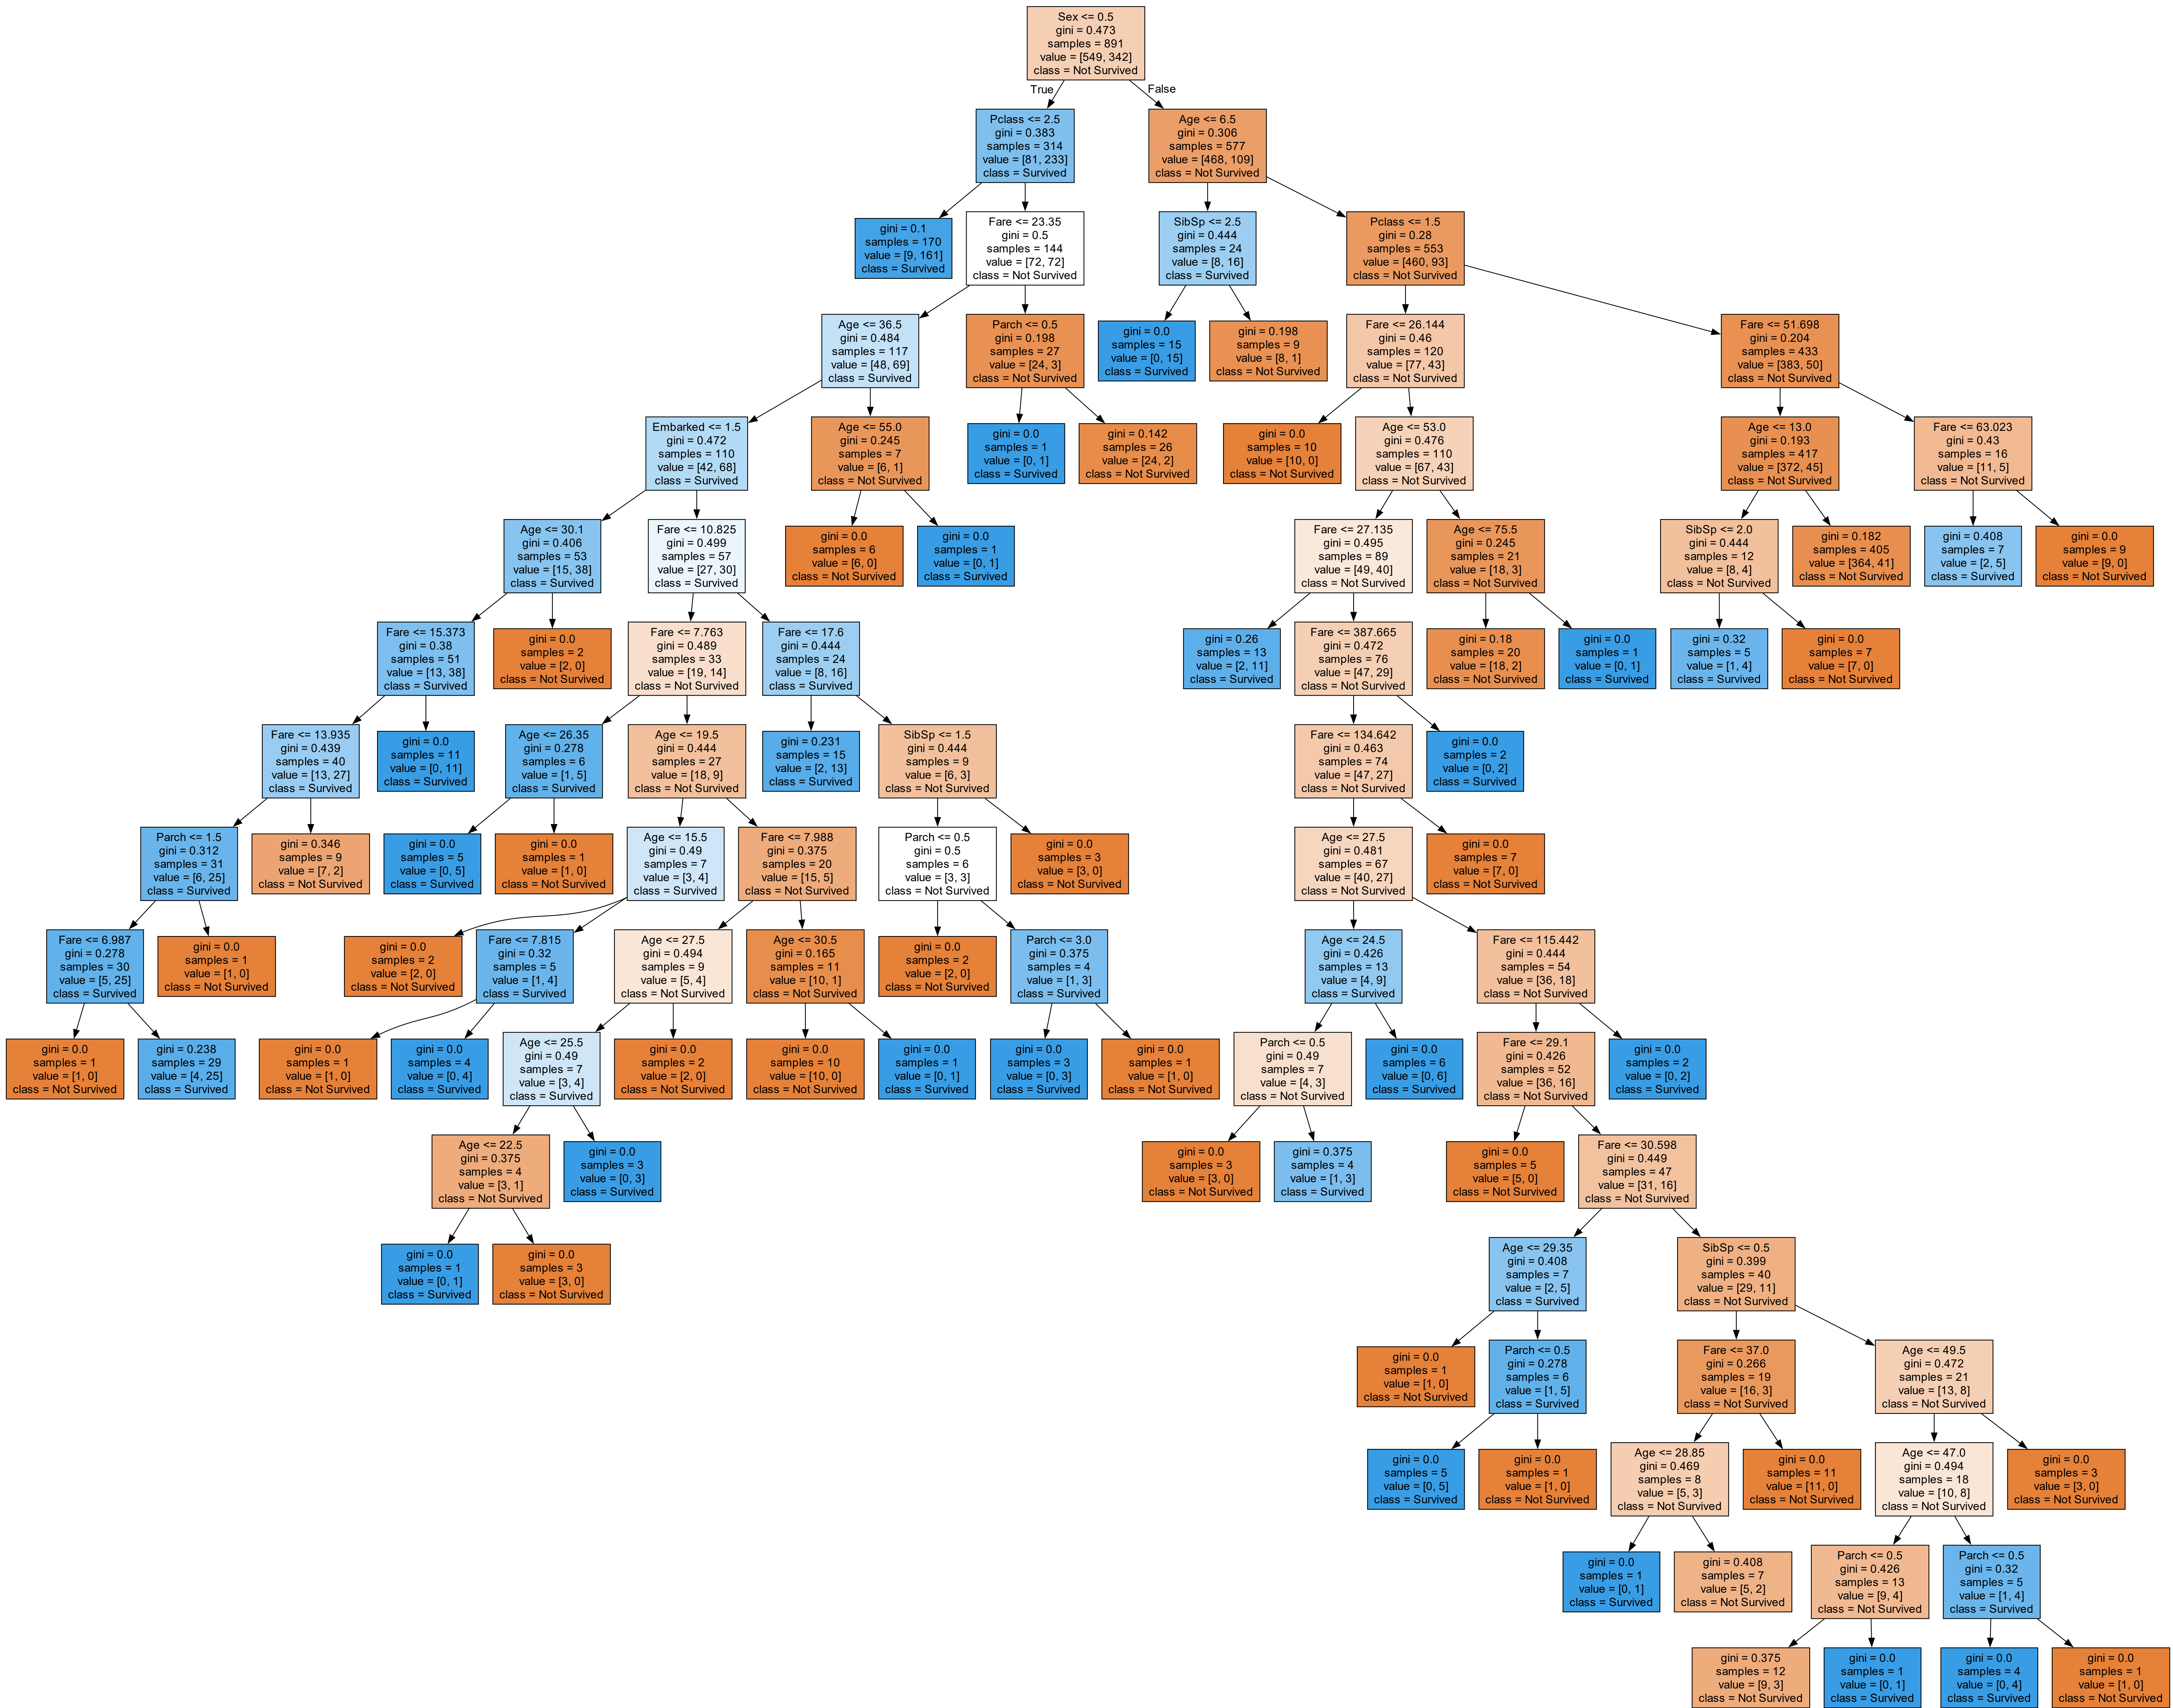 Sex <= 0.5
gini = 0.473
samples = 891
value = [549, 342]
class = Not Survived
True
False
Pclass <= 2.5
gini = 0.383
samples = 314
value = [81, 233]
class = Survived
Age <= 6.5
gini = 0.306
samples = 577
value = [468, 109]
class = Not Survived
gini = 0.1
samples = 170
value = [9, 161]
class = Survived
Fare <= 23.35
gini = 0.5
samples = 144
value = [72, 72]
class = Not Survived
SibSp <= 2.5
gini = 0.444
samples = 24
value = [8, 16]
class = Survived
Pclass <= 1.5
gini = 0.28
samples = 553
value = [460, 93]
class = Not Survived
Age <= 36.5
gini = 0.484
samples = 117
value = [48, 69]
class = Survived
Parch <= 0.5
gini = 0.198
samples = 27
value = [24, 3]
class = Not Survived
gini = 0.0
samples = 15
value = [0, 15]
class = Survived
gini = 0.198
samples = 9
value = [8, 1]
class = Not Survived
Fare <= 26.144
gini = 0.46
samples = 120
value = [77, 43]
class = Not Survived
Fare <= 51.698
gini = 0.204
samples = 433
value = [383, 50]
class = Not Survived
Embarked <= 1.5
gini = 0.472
samples = 110
value = [42, 68]
class = Survived
Age <= 55.0
gini = 0.245
samples = 7
value = [6, 1]
class = Not Survived
gini = 0.0
samples = 1
value = [0, 1]
class = Survived
gini = 0.142
samples = 26
value = [24, 2]
class = Not Survived
gini = 0.0
samples = 10
value = [10, 0]
class = Not Survived
Age <= 53.0
gini = 0.476
samples = 110
value = [67, 43]
class = Not Survived
Age <= 13.0
gini = 0.193
samples = 417
value = [372, 45]
class = Not Survived
Fare <= 63.023
gini = 0.43
samples = 16
value = [11, 5]
class = Not Survived
Age <= 30.1
gini = 0.406
samples = 53
value = [15, 38]
class = Survived
Fare <= 10.825
gini = 0.499
samples = 57
value = [27, 30]
class = Survived
gini = 0.0
samples = 6
value = [6, 0]
class = Not Survived
gini = 0.0
samples = 1
value = [0, 1]
class = Survived
Fare <= 27.135
gini = 0.495
samples = 89
value = [49, 40]
class = Not Survived
Age <= 75.5
gini = 0.245
samples = 21
value = [18, 3]
class = Not Survived
SibSp <= 2.0
gini = 0.444
samples = 12
value = [8, 4]
class = Not Survived
gini = 0.182
samples = 405
value = [364, 41]
class = Not Survived
gini = 0.408
samples = 7
value = [2, 5]
class = Survived
gini = 0.0
samples = 9
value = [9, 0]
class = Not Survived
Fare <= 15.373
gini = 0.38
samples = 51
value = [13, 38]
class = Survived
gini = 0.0
samples = 2
value = [2, 0]
class = Not Survived
Fare <= 7.763
gini = 0.489
samples = 33
value = [19, 14]
class = Not Survived
Fare <= 17.6
gini = 0.444
samples = 24
value = [8, 16]
class = Survived
gini = 0.26
samples = 13
value = [2, 11]
class = Survived
Fare <= 387.665
gini = 0.472
samples = 76
value = [47, 29]
class = Not Survived
gini = 0.18
samples = 20
value = [18, 2]
class = Not Survived
gini = 0.0
samples = 1
value = [0, 1]
class = Survived
gini = 0.32
samples = 5
value = [1, 4]
class = Survived
gini = 0.0
samples = 7
value = [7, 0]
class = Not Survived
Fare <= 13.935
gini = 0.439
samples = 40
value = [13, 27]
class = Survived
gini = 0.0
samples = 11
value = [0, 11]
class = Survived
Age <= 26.35
gini = 0.278
samples = 6
value = [1, 5]
class = Survived
Age <= 19.5
gini = 0.444
samples = 27
value = [18, 9]
class = Not Survived
gini = 0.231
samples = 15
value = [2, 13]
class = Survived
SibSp <= 1.5
gini = 0.444
samples = 9
value = [6, 3]
class = Not Survived
Fare <= 134.642
gini = 0.463
samples = 74
value = [47, 27]
class = Not Survived
gini = 0.0
samples = 2
value = [0, 2]
class = Survived
Parch <= 1.5
gini = 0.312
samples = 31
value = [6, 25]
class = Survived
gini = 0.346
samples = 9
value = [7, 2]
class = Not Survived
gini = 0.0
samples = 5
value = [0, 5]
class = Survived
gini = 0.0
samples = 1
value = [1, 0]
class = Not Survived
Age <= 15.5
gini = 0.49
samples = 7
value = [3, 4]
class = Survived
Fare <= 7.988
gini = 0.375
samples = 20
value = [15, 5]
class = Not Survived
Parch <= 0.5
gini = 0.5
samples = 6
value = [3, 3]
class = Not Survived
gini = 0.0
samples = 3
value = [3, 0]
class = Not Survived
Age <= 27.5
gini = 0.481
samples = 67
value = [40, 27]
class = Not Survived
gini = 0.0
samples = 7
value = [7, 0]
class = Not Survived
Fare <= 6.987
gini = 0.278
samples = 30
value = [5, 25]
class = Survived
gini = 0.0
samples = 1
value = [1, 0]
class = Not Survived
gini = 0.0
samples = 2
value = [2, 0]
class = Not Survived
Fare <= 7.815
gini = 0.32
samples = 5
value = [1, 4]
class = Survived
Age <= 27.5
gini = 0.494
samples = 9
value = [5, 4]
class = Not Survived
Age <= 30.5
gini = 0.165
samples = 11
value = [10, 1]
class = Not Survived
gini = 0.0
samples = 2
value = [2, 0]
class = Not Survived
Parch <= 3.0
gini = 0.375
samples = 4
value = [1, 3]
class = Survived
Age <= 24.5
gini = 0.426
samples = 13
value = [4, 9]
class = Survived
Fare <= 115.442
gini = 0.444
samples = 54
value = [36, 18]
class = Not Survived
gini = 0.0
samples = 1
value = [1, 0]
class = Not Survived
gini = 0.238
samples = 29
value = [4, 25]
class = Survived
gini = 0.0
samples = 1
value = [1, 0]
class = Not Survived
gini = 0.0
samples = 4
value = [0, 4]
class = Survived
Age <= 25.5
gini = 0.49
samples = 7
value = [3, 4]
class = Survived
gini = 0.0
samples = 2
value = [2, 0]
class = Not Survived
gini = 0.0
samples = 10
value = [10, 0]
class = Not Survived
gini = 0.0
samples = 1
value = [0, 1]
class = Survived
gini = 0.0
samples = 3
value = [0, 3]
class = Survived
gini = 0.0
samples = 1
value = [1, 0]
class = Not Survived
Parch <= 0.5
gini = 0.49
samples = 7
value = [4, 3]
class = Not Survived
gini = 0.0
samples = 6
value = [0, 6]
class = Survived
Fare <= 29.1
gini = 0.426
samples = 52
value = [36, 16]
class = Not Survived
gini = 0.0
samples = 2
value = [0, 2]
class = Survived
Age <= 22.5
gini = 0.375
samples = 4
value = [3, 1]
class = Not Survived
gini = 0.0
samples = 3
value = [0, 3]
class = Survived
gini = 0.0
samples = 3
value = [3, 0]
class = Not Survived
gini = 0.375
samples = 4
value = [1, 3]
class = Survived
gini = 0.0
samples = 5
value = [5, 0]
class = Not Survived
Fare <= 30.598
gini = 0.449
samples = 47
value = [31, 16]
class = Not Survived
gini = 0.0
samples = 1
value = [0, 1]
class = Survived
gini = 0.0
samples = 3
value = [3, 0]
class = Not Survived
Age <= 29.35
gini = 0.408
samples = 7
value = [2, 5]
class = Survived
SibSp <= 0.5
gini = 0.399
samples = 40
value = [29, 11]
class = Not Survived
gini = 0.0
samples = 1
value = [1, 0]
class = Not Survived
Parch <= 0.5
gini = 0.278
samples = 6
value = [1, 5]
class = Survived
Fare <= 37.0
gini = 0.266
samples = 19
value = [16, 3]
class = Not Survived
Age <= 49.5
gini = 0.472
samples = 21
value = [13, 8]
class = Not Survived
gini = 0.0
samples = 5
value = [0, 5]
class = Survived
gini = 0.0
samples = 1
value = [1, 0]
class = Not Survived
Age <= 28.85
gini = 0.469
samples = 8
value = [5, 3]
class = Not Survived
gini = 0.0
samples = 11
value = [11, 0]
class = Not Survived
Age <= 47.0
gini = 0.494
samples = 18
value = [10, 8]
class = Not Survived
gini = 0.0
samples = 3
value = [3, 0]
class = Not Survived
gini = 0.0
samples = 1
value = [0, 1]
class = Survived
gini = 0.408
samples = 7
value = [5, 2]
class = Not Survived
Parch <= 0.5
gini = 0.426
samples = 13
value = [9, 4]
class = Not Survived
Parch <= 0.5
gini = 0.32
samples = 5
value = [1, 4]
class = Survived
gini = 0.375
samples = 12
value = [9, 3]
class = Not Survived
gini = 0.0
samples = 1
value = [0, 1]
class = Survived
gini = 0.0
samples = 4
value = [0, 4]
class = Survived
gini = 0.0
samples = 1
value = [1, 0]
class = Not Survived